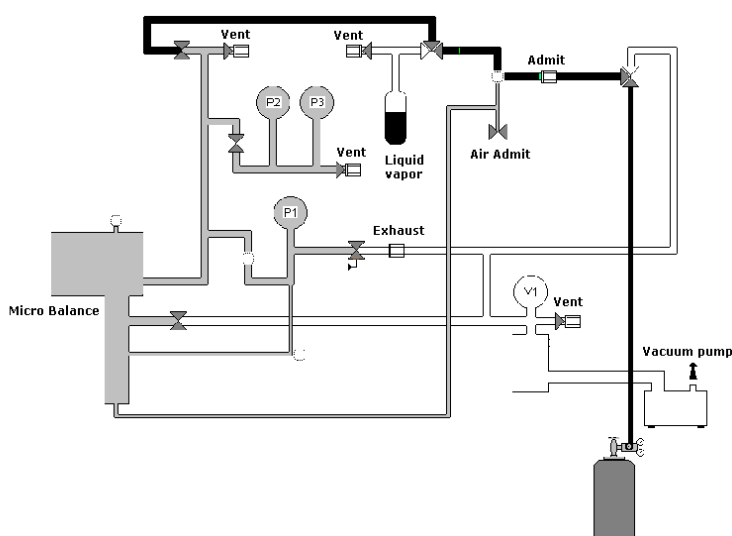 Vent
Vent
Admit
P2
P3
Vent
Liquid
vapor
Air Admit
P1
Exhaust
V1
Vent
Micro Balance
Vacuum pump